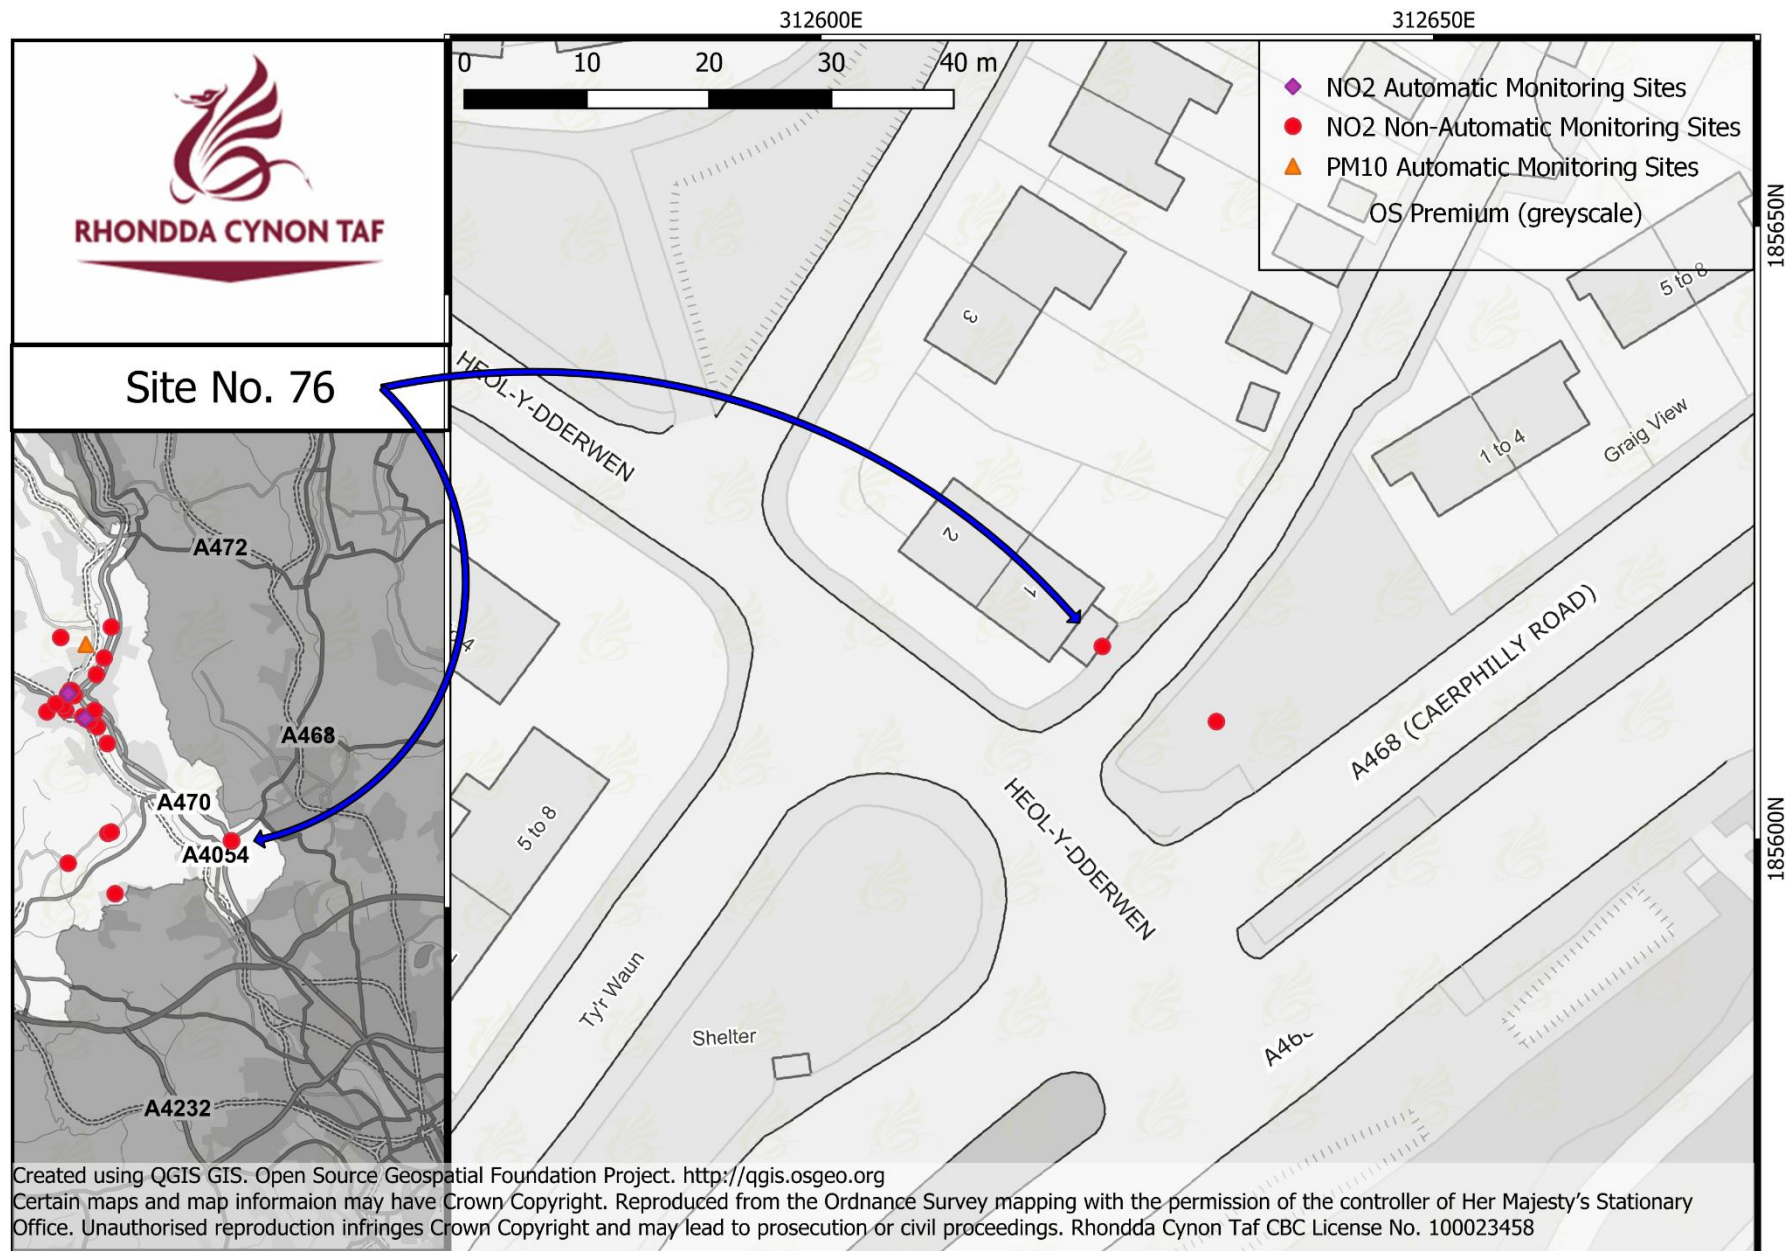 312600E
312650E
RHONDDA CYNON TAF
Site No. 76
0 10 20 30 40 m
NO2 Automatic Monitoring Sites
NO2 Non-Automatic Monitoring Sites
PM10 Automatic Monitoring Sites
OS Premium (greyscale)
185650N
185600N
HEOL-Y-DDERWEN
3
2
1
5 to 8
1 to 4
Graig View
A468 (CAERPHILLY ROAD)
HEOL-Y-DDERWEN
5 to 8
Ty'r Waun
Shelter
A472
A468
A470
A4054
A4232
Created using QGIS GIS. Open Source Geospatial Foundation Project. http://qgis.osgeo.org
Certain maps and map informaion may have Crown Copyright. Reproduced from the Ordnance Survey mapping with the permission of the controller of Her Majesty's Stationary
Office. Unauthorised reproduction infringes Crown Copyright and may lead to prosecution or civil proceedings. Rhondda Cynon Taf CBC License No. 100023458